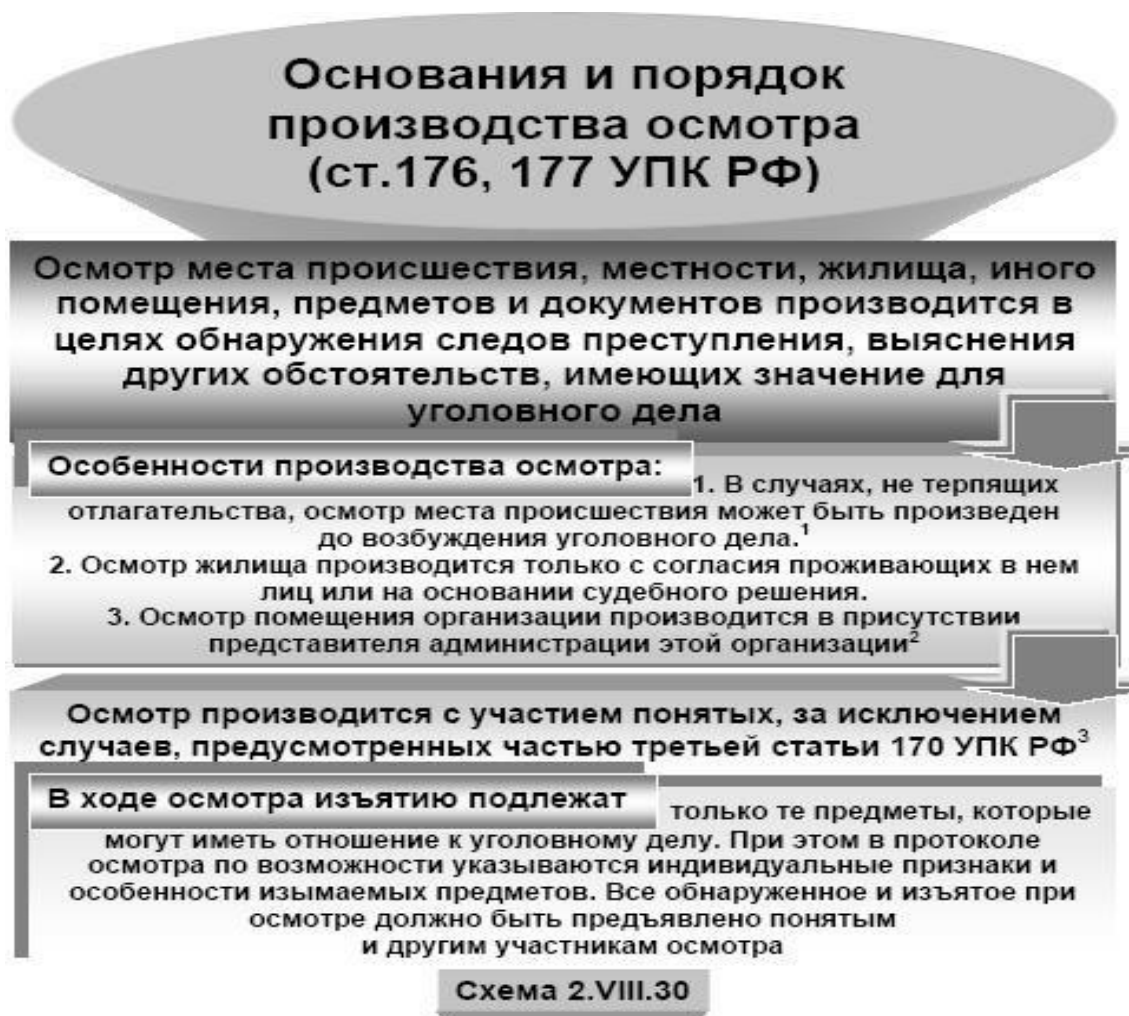 Основания и порядок
производства осмотра
(ст.176, 177 УПК РФ)
Осмотр места происшествия, местности, жилища, иного
помещения, предметов и документов производится в
целях обнаружения следов преступления, выяснения
других обстоятельств, имеющих значение для
уголовного дела
Особенности производства осмотра:
1. В случаях, не терпящих
отлагательства, осмотр места происшествия может быть произведен
до возбуждения уголовного дела.¹
2. Осмотр жилища производится только с согласия проживающих в нем
лиц или на основании судебного решения.
3. Осмотр помещения организации производится в присутствии
представителя администрации этой организации²
Осмотр производится с участием понятых, за исключением
случаев, предусмотренных частью третьей статьи 170 УПК РФ³
В ходе осмотра изъятию подлежат
только те предметы, которые
могут иметь отношение к уголовному делу. При этом в протоколе
осмотра по возможности указываются индивидуальные признаки и
особенности изымаемых предметов. Все обнаруженное и изъятое при
осмотре должно быть предъявлено понятым
и другим участникам осмотра
Схема 2.VIII.30